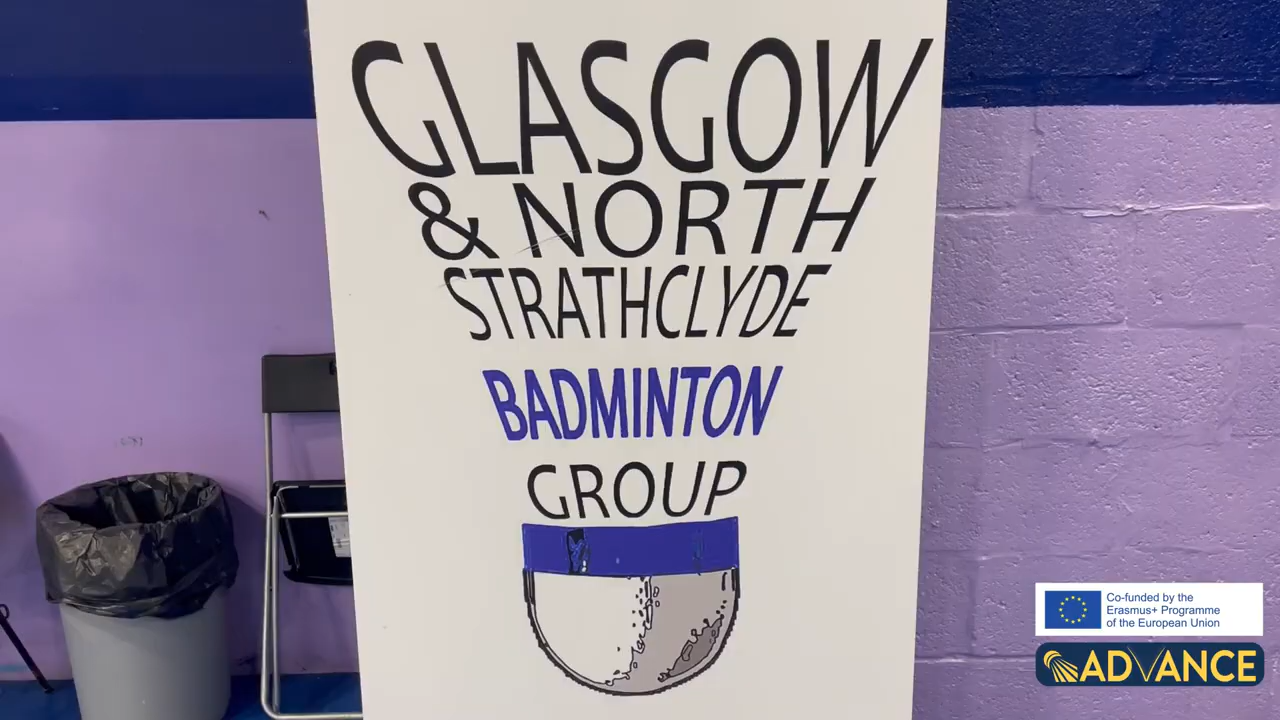 GLASGOW
& NORTH
STRATHCLYDE
BADMINTON
GROUP
Co-funded by the
Erasmus+ Programme
of the European Union
ADVANCE